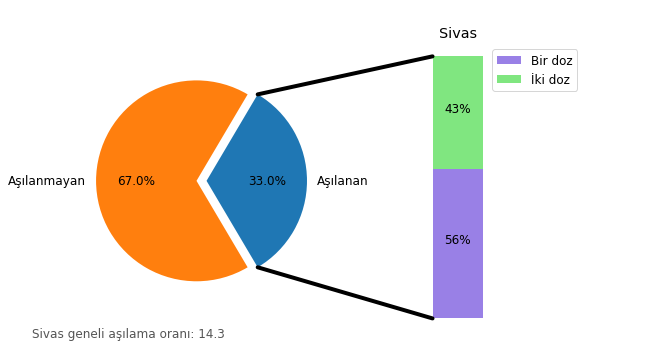 Sivas
Bir doz
İki doz
43%
Aşılanmayan
67.0%
33.0%
Aşılanan
56%
Sivas geneli aşılama oranı: 14.3